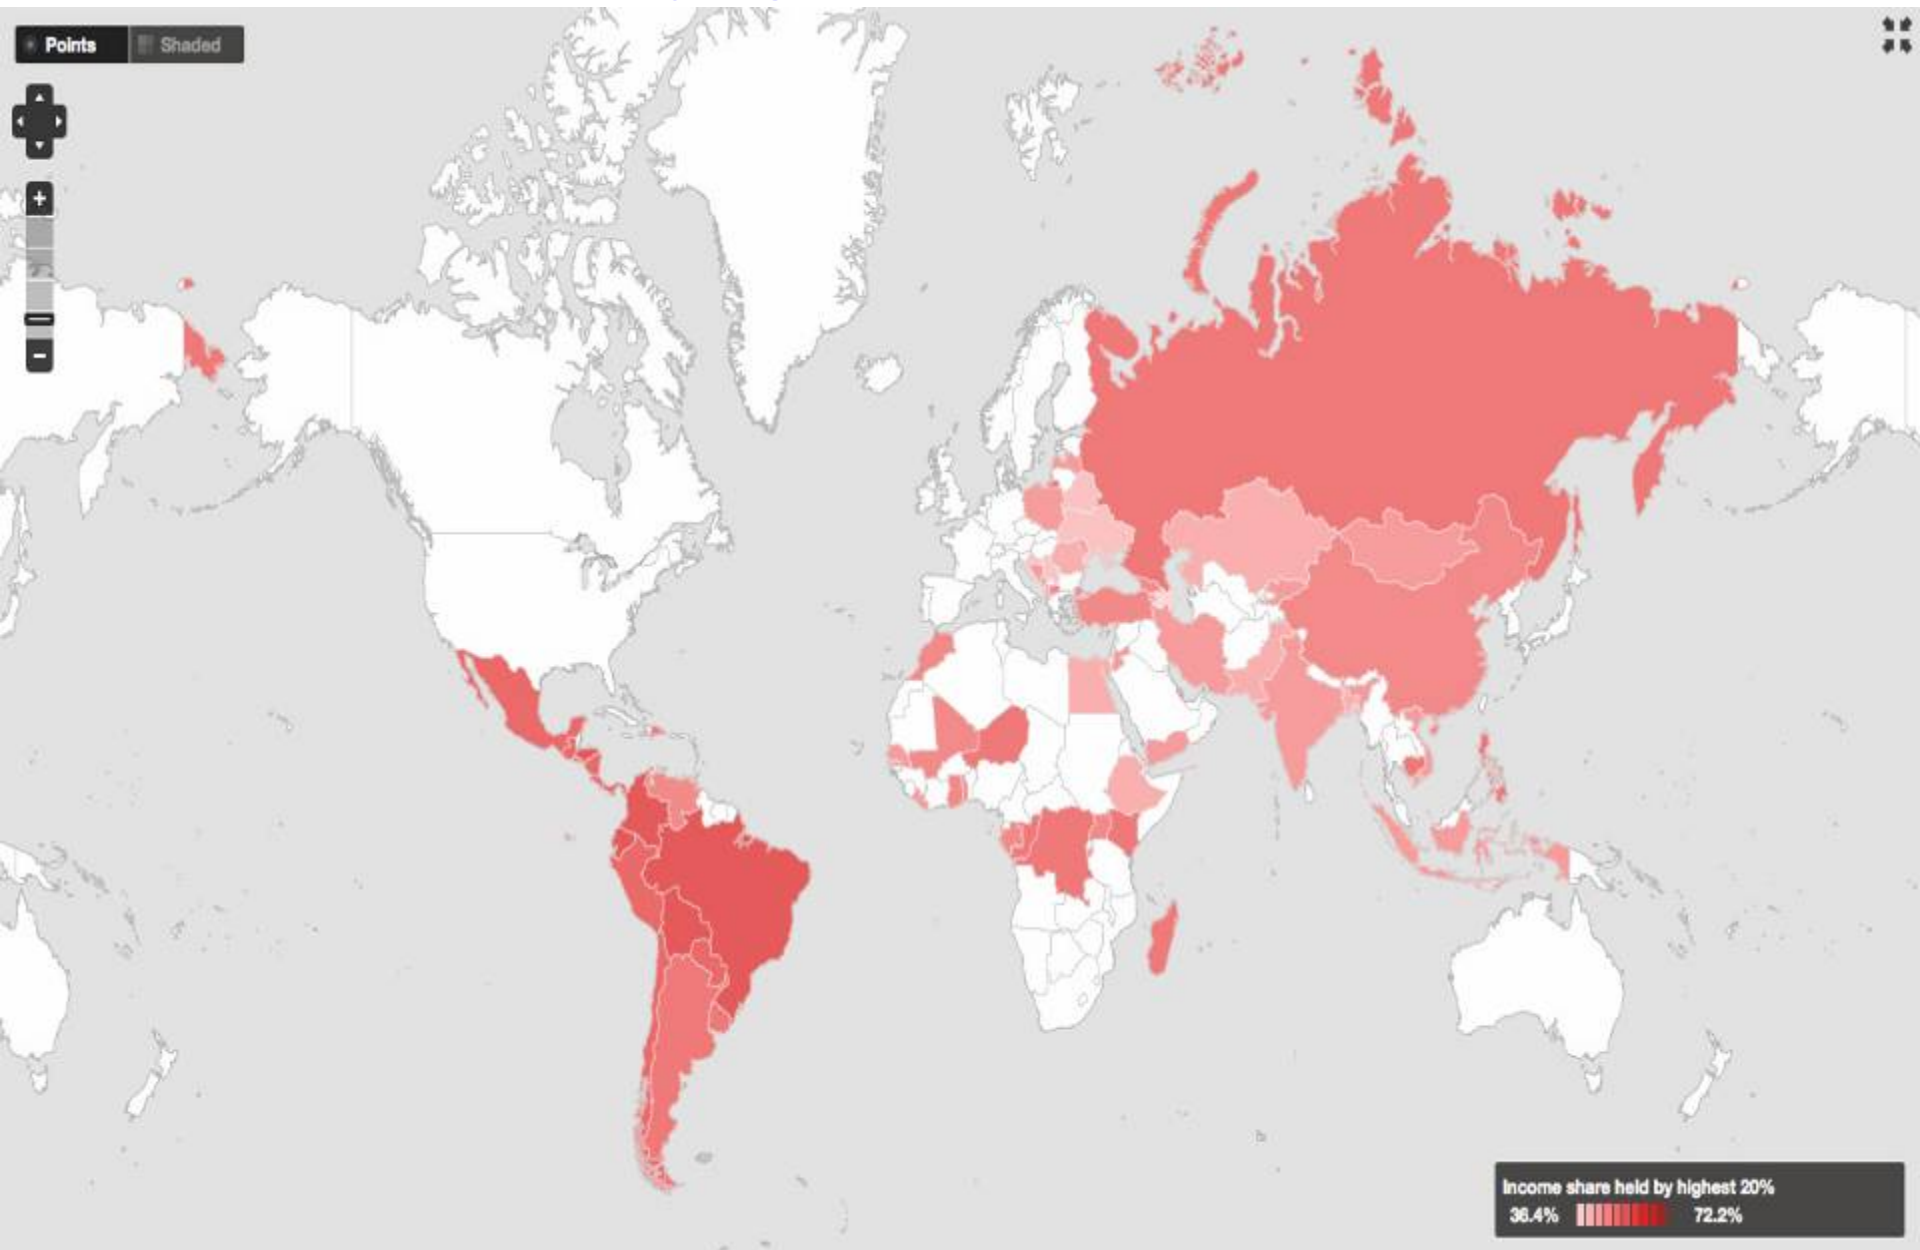 Points
Shaded
+
−
Income share held by highest 20%
36.4%
72.2%